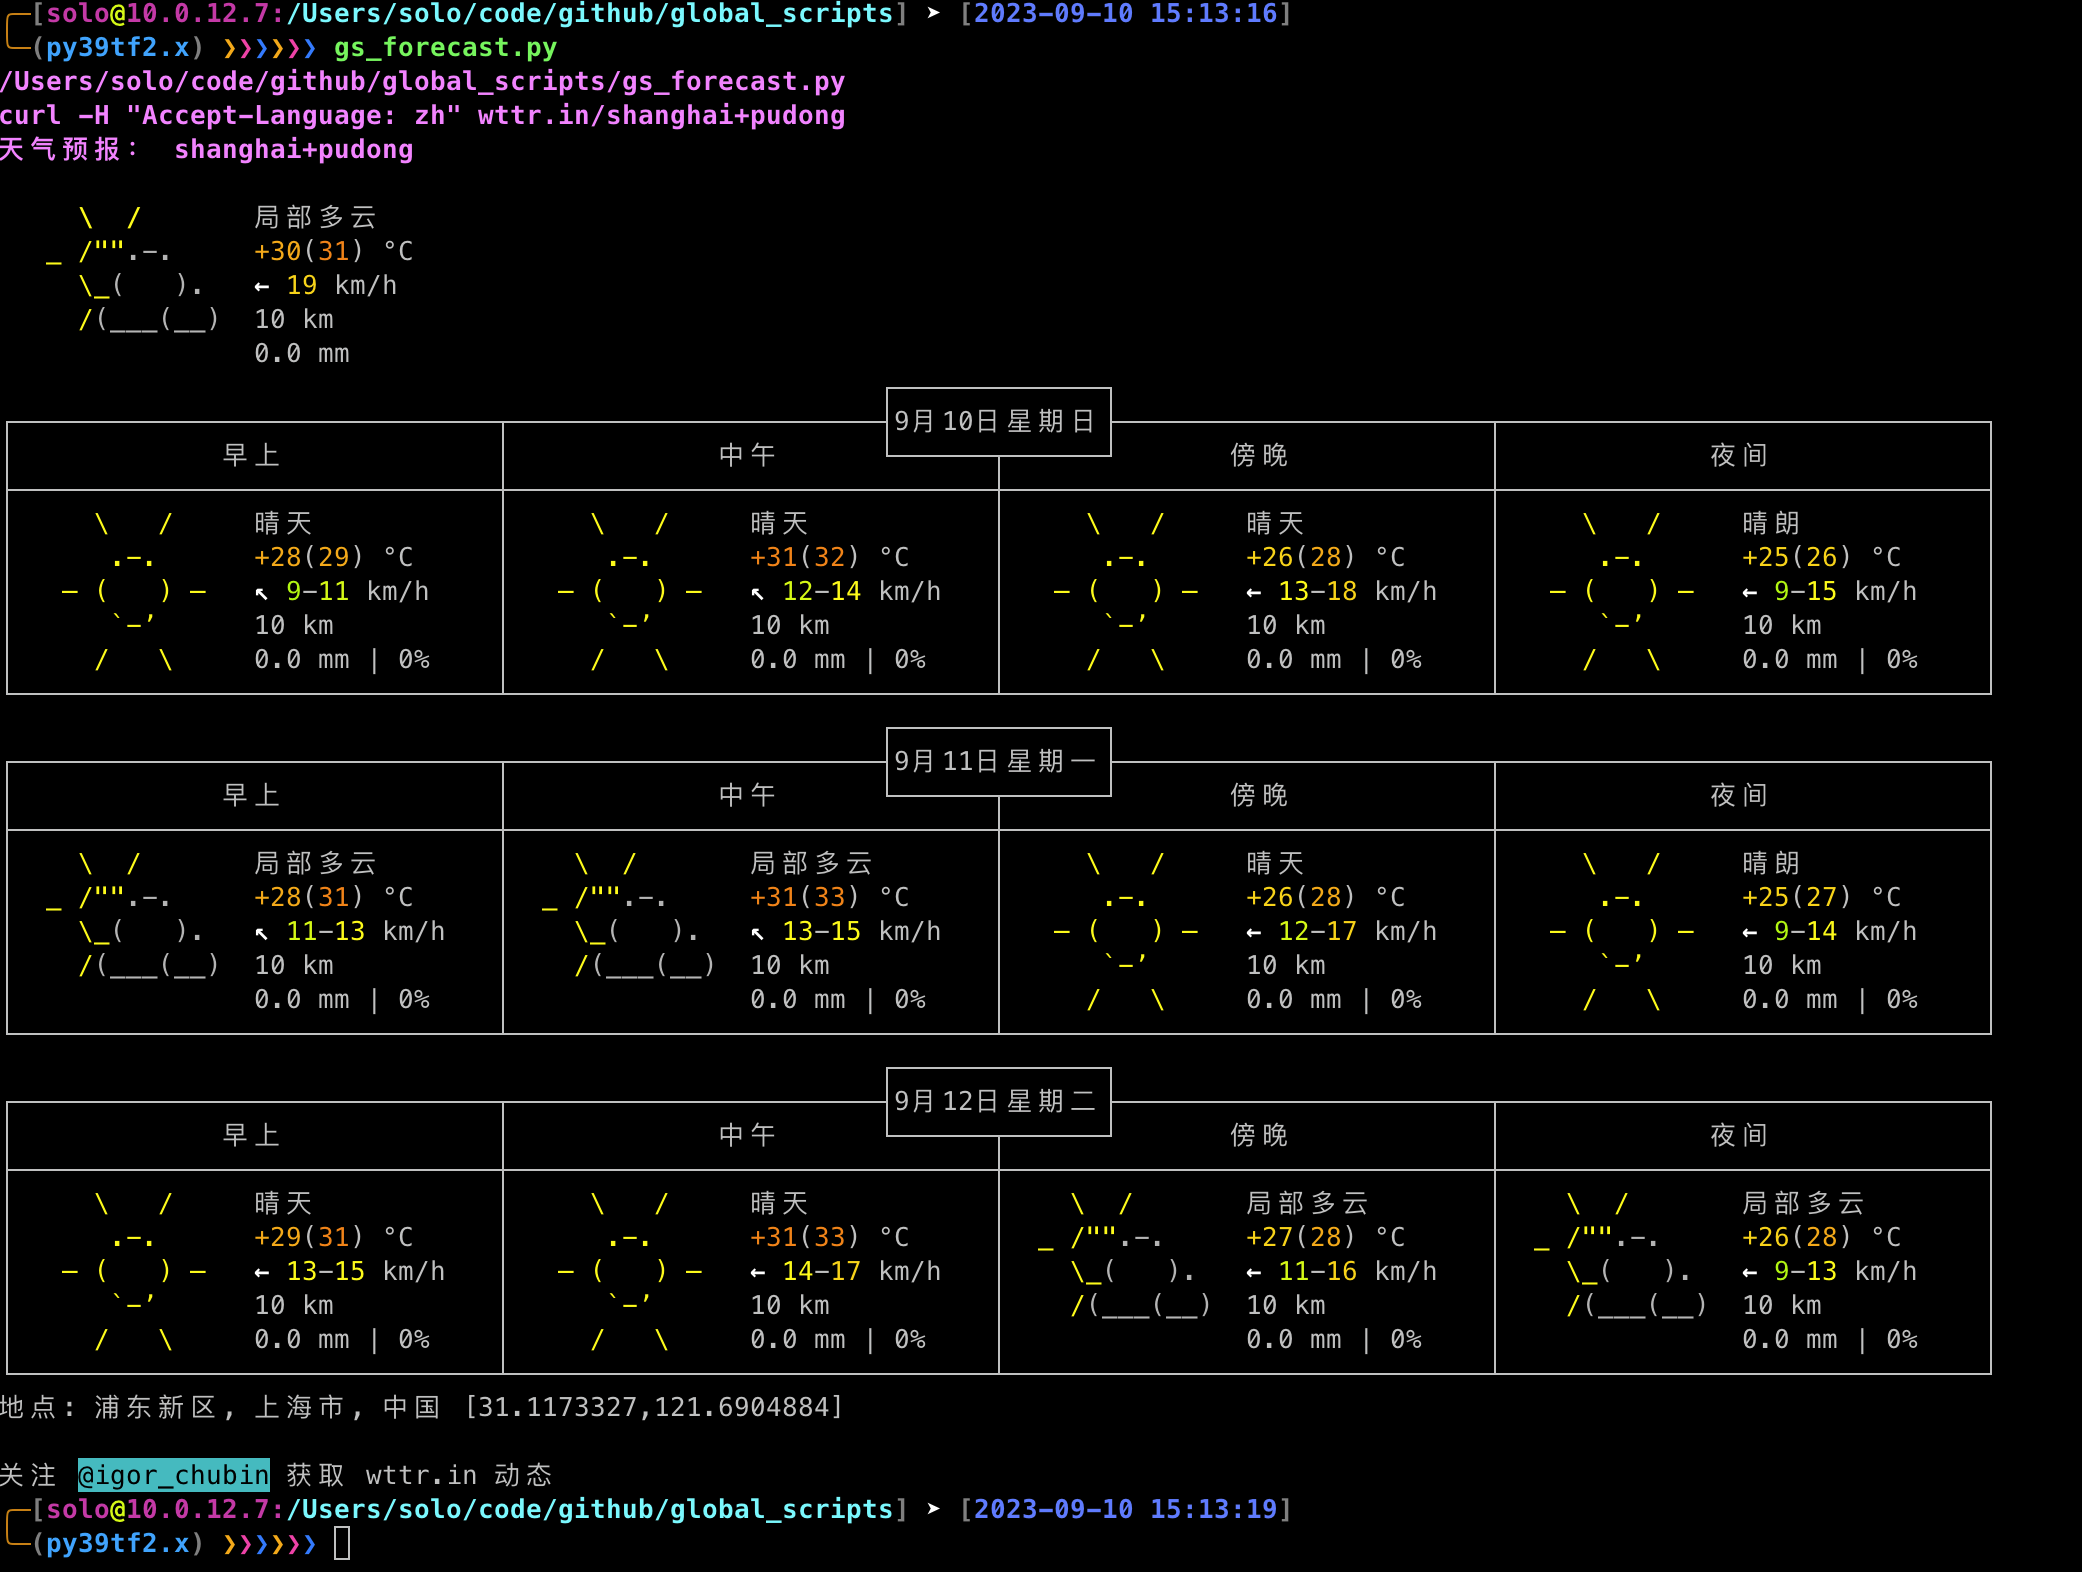 [solo@10.0.12.7:/Users/solo/code/github/global_scripts] ➤ [2023-09-10 15:13:16]
(py39tf2.x) ❯❯❯❯❯❯ gs_forecast.py
/Users/solo/code/github/global_scripts/gs_forecast.py
curl -H "Accept-Language: zh" wttr.in/shanghai+pudong
天气预报： shanghai+pudong
局部多云
+30(31) °C
← 19 km/h
10 km
0.0 mm
9月10日星期日
早上 中午 傍晚 夜间
晴天 晴天 晴天 晴朗
+28(29) °C +31(32) °C +26(28) °C +25(26) °C
↖ 9-11 km/h ↖ 12-14 km/h ← 13-18 km/h ← 9-15 km/h
10 km 10 km 10 km 10 km
0.0 mm | 0% 0.0 mm | 0% 0.0 mm | 0% 0.0 mm | 0%
9月11日星期一
早上 中午 傍晚 夜间
局部多云 局部多云 晴天 晴朗
+28(31) °C +31(33) °C +26(28) °C +25(27) °C
↖ 11-13 km/h ↖ 13-15 km/h ← 12-17 km/h ← 9-14 km/h
10 km 10 km 10 km 10 km
0.0 mm | 0% 0.0 mm | 0% 0.0 mm | 0% 0.0 mm | 0%
9月12日星期二
早上 中午 傍晚 夜间
晴天 晴天 局部多云 局部多云
+29(31) °C +31(33) °C +27(28) °C +26(28) °C
← 13-15 km/h ← 14-17 km/h ← 11-16 km/h ← 9-13 km/h
10 km 10 km 10 km 10 km
0.0 mm | 0% 0.0 mm | 0% 0.0 mm | 0% 0.0 mm | 0%
地点: 浦东新区, 上海市, 中国 [31.1173327,121.6904884]
关注 @igor_chubin 获取 wttr.in 动态
[solo@10.0.12.7:/Users/solo/code/github/global_scripts] ➤ [2023-09-10 15:13:19]
(py39tf2.x) ❯❯❯❯❯❯